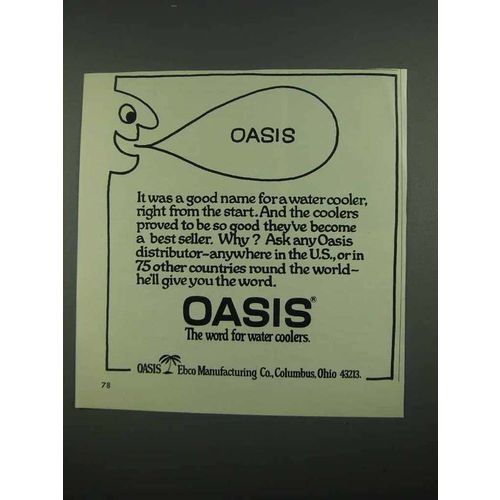 OASIS
It was a good name for a water cooler,
right from the start. And the coolers
proved to be so good they've become
a best seller. Why? Ask any Oasis
distributor–anywhere in the U.S., or in
75 other countries round the world–
he'll give you the word.
OASIS®
The word for water coolers.
OASIS Ebco Manufacturing Co., Columbus, Ohio 43213.
78